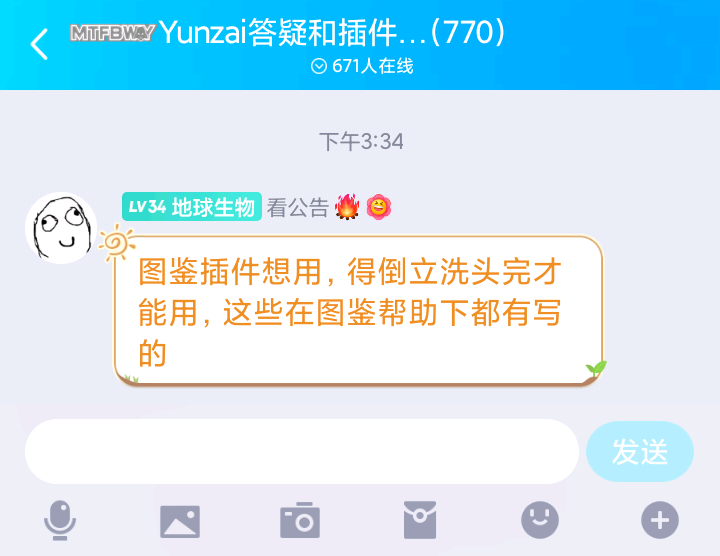 MTFBWY Yunzai答疑和插件...(770)
671人在线
下午3:34
LV34 地球生物 看公告
图鉴插件想用，得倒立洗头完才
能用，这些在图鉴帮助下都有写
的
发送